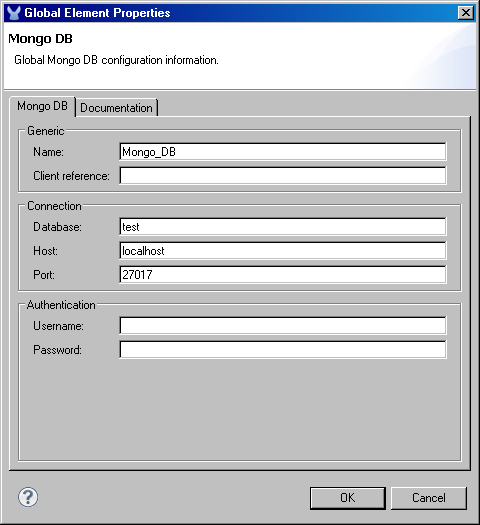 Global Element Properties
Mongo DB
Global Mongo DB configuration information.
Mongo DB Documentation
Generic
Name: Mongo_DB
Client reference:
Connection
Database: test
Host: localhost
Port: 27017
Authentication
Username:
Password:
?
OK Cancel